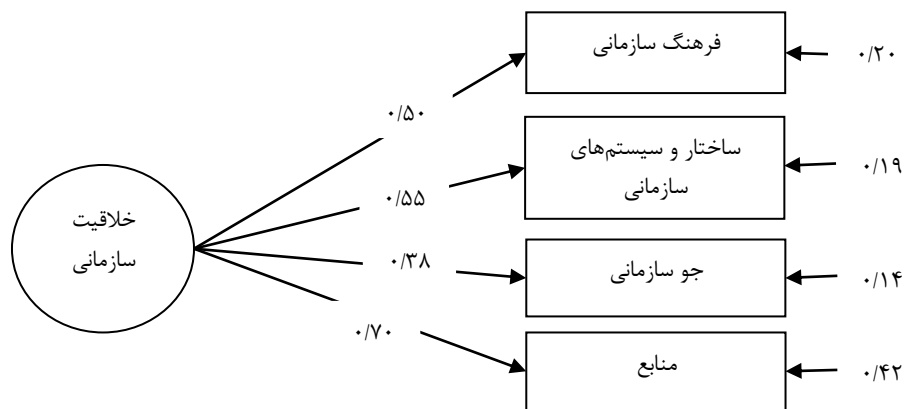 فرهنگ سازمانی
۰/۲۰
۰/۵۰
ساختار و سیستم‌های
سازمانی
۰/۱۹
۰/۵۵
خلاقیت
سازمانی
۰/۳۸
جو سازمانی
۰/۱۴
۰/۷۰
منابع
۰/۴۲